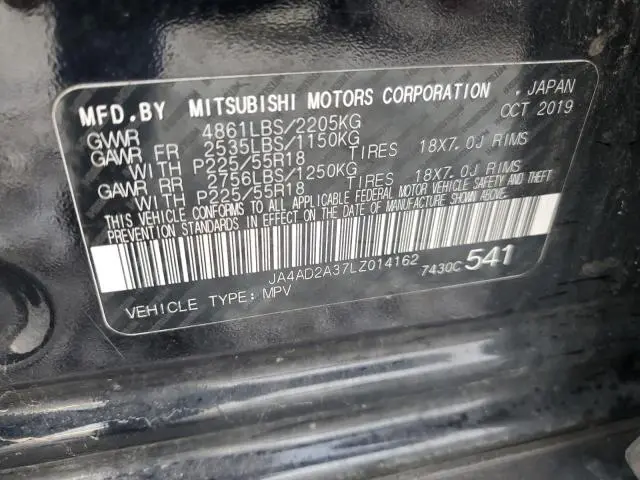 MFD.BY MITSUBISHI MOTORS CORPORATION , JAPAN
GVWR 4861LBS/2205KG OCT 2019
GAWR FR 2535LBS/1150KG
WITH P225/55R18 TIRES 18X7.0J RIMS
GAWR RR 2756LBS/1250KG
WITH P225/55R18 TIRES 18X7.0J RIMS
THIS VEHICLE CONFORMS TO ALL APPLICABLE FEDERAL MOTOR VEHICLE SAFETY AND THEFT
PREVENTION STANDARDS IN EFFECT ON THE DATE OF MANUFACTURE SHOWN ABOVE.
JA4AD2A37LZ014162 7430C 541
VEHICLE TYPE: MPV